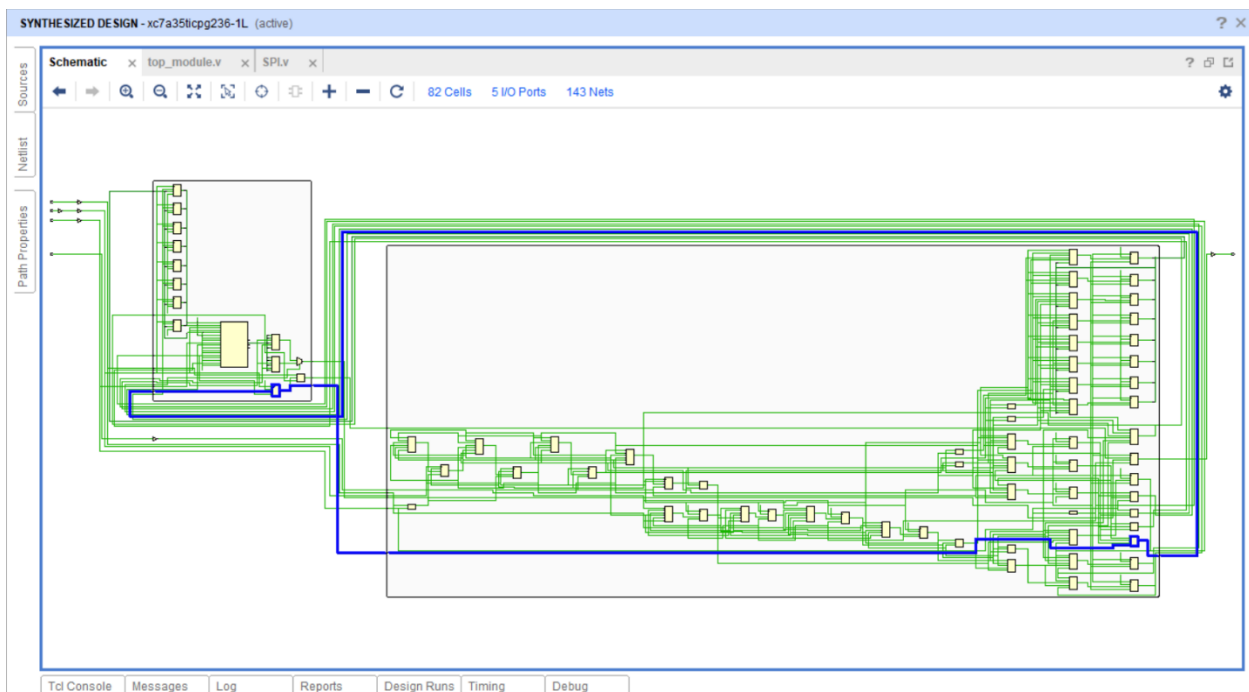 SYNTHESIZED DESIGN - xc7a35ticpg236-1L (active)
Sources
Netlist
Path Properties
Schematic top_module.v SPI.v
82 Cells 5 I/O Ports 143 Nets
Tcl Console Messages Log Reports Design Runs Timing Debug